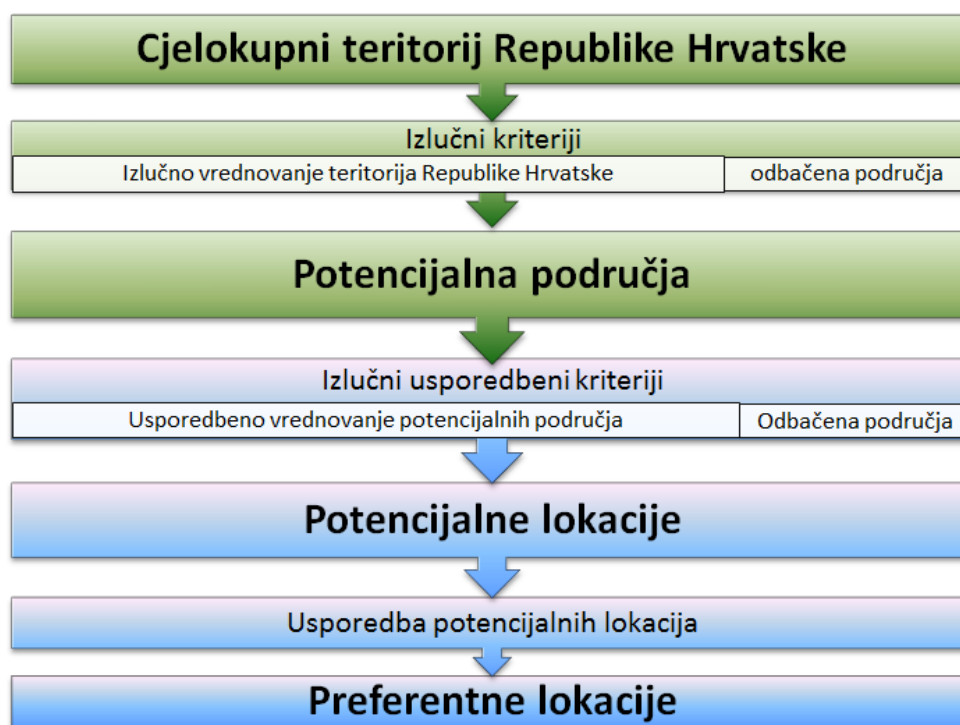 Cjelokupni teritorij Republike Hrvatske
Izlučni kriteriji
Izlučno vrednovanje teritorija Republike Hrvatske
odbačena područja
Potencijalna područja
Izlučni usporedbeni kriteriji
Usporedbeno vrednovanje potencijalnih područja
Odbačena područja
Potencijalne lokacije
Usporedba potencijalnih lokacija
Preferentne lokacije